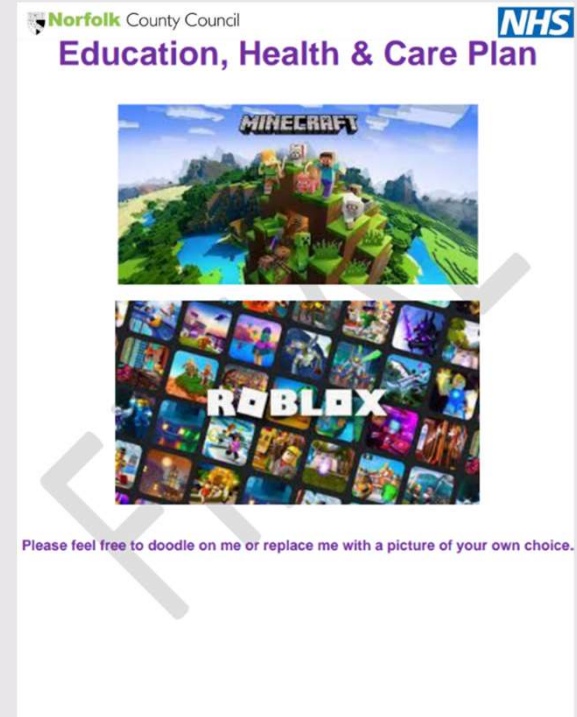 Norfolk County Council
NHS
Education, Health & Care Plan
MINECRAFT
ROBLOX
FINAL
Please feel free to doodle on me or replace me with a picture of your own choice.